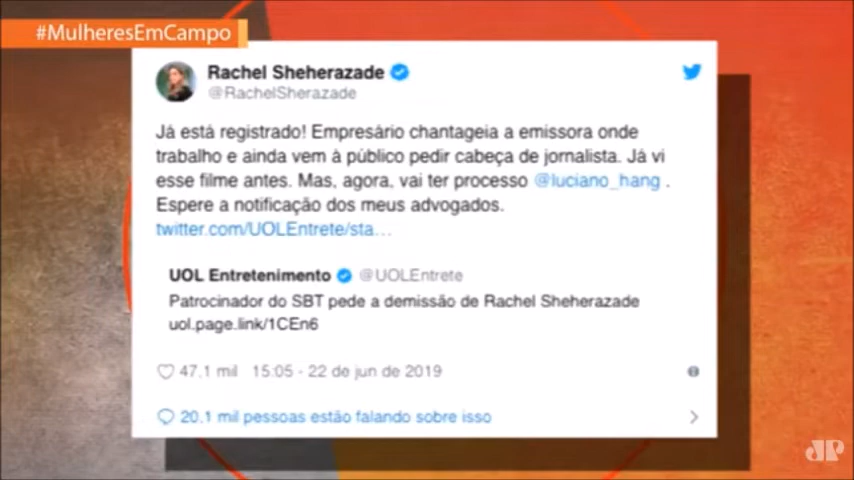 #MulheresEmCampo
Rachel Sheherazade
@RachelSherazade
Já está registrado! Empresário chantageia a emissora onde
trabalho e ainda vem à público pedir cabeça de jornalista. Já vi
esse filme antes. Mas, agora, vai ter processo @luciano_hang .
Espere a notificação dos meus advogados.
twitter.com/UOLEntrete/sta...
UOL Entretenimento @UOLEntrete
Patrocinador do SBT pede a demissão de Rachel Sheherazade
uol.page.link/1CEn6
47,1 mil 15:05 - 22 de jun de 2019
20,1 mil pessoas estão falando sobre isso
JP